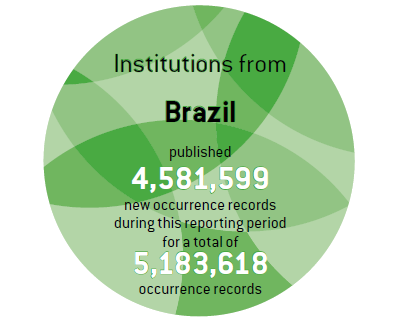 Institutions from
Brazil
published
4,581,599
new occurrence records
during this reporting period
for a total of
5,183,618
occurrence records